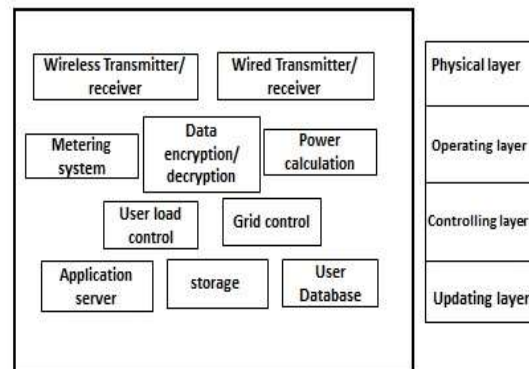 Wireless Transmitter/
receiver
Wired Transmitter/
receiver
Physical layer
Metering
system
Data
encryption/
decryption
Power
calculation
Operating layer
User load
control
Grid control
Controlling layer
Application
server
storage
User
Database
Updating layer